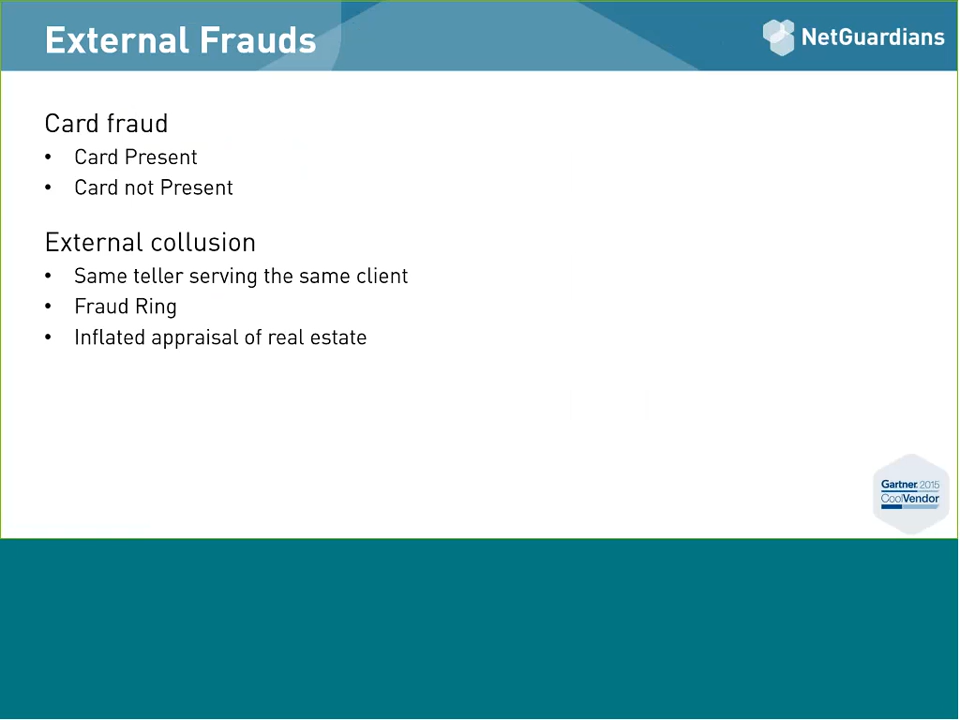 External Frauds
NetGuardians
Card fraud
• Card Present
• Card not Present
External collusion
• Same teller serving the same client
• Fraud Ring
• Inflated appraisal of real estate
Gartner. 2015
CoolVendor